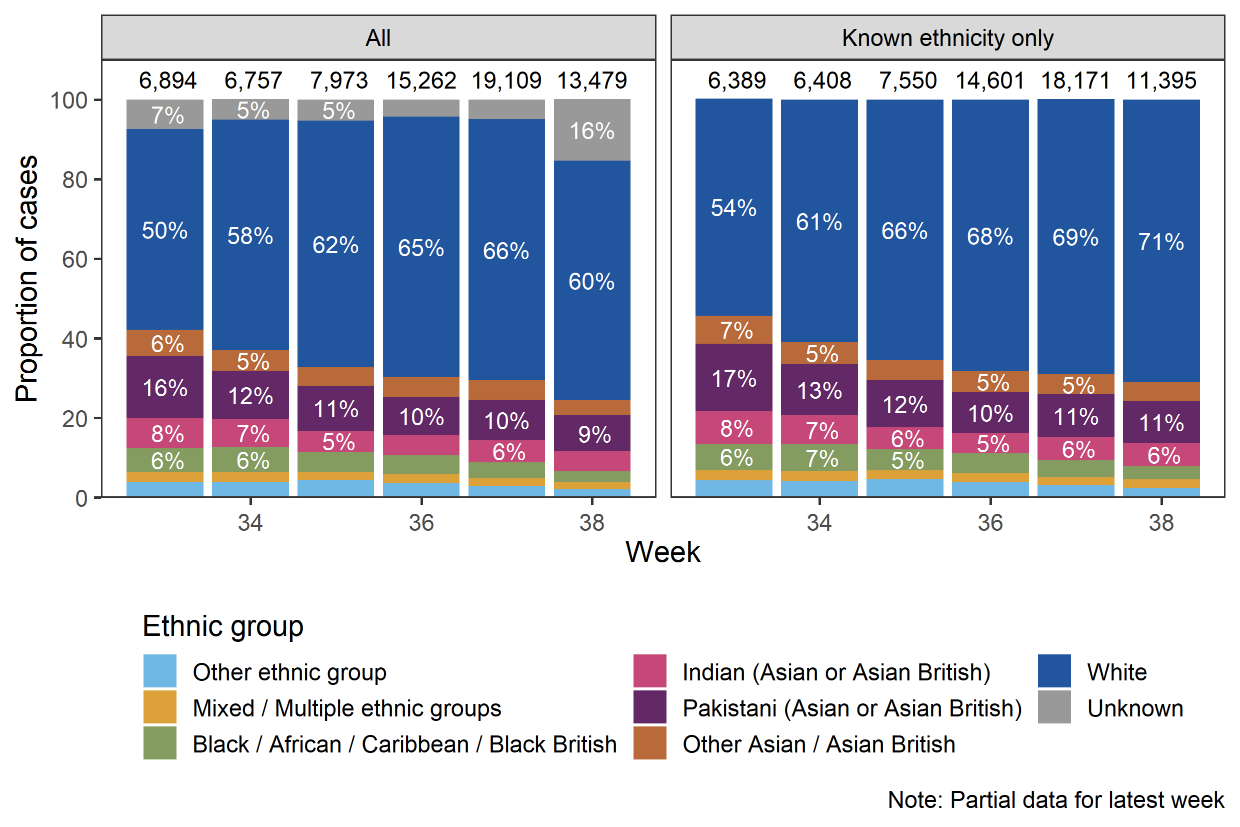 All
Known ethnicity only
6,894 6,757 7,973 15,262 19,109 13,479
6,389 6,408 7,550 14,601 18,171 11,395
Proportion of cases
100
80
60
40
20
0
7% 5% 5% 16%
50% 58% 62% 65% 66% 60%
6% 5%
16% 12% 11% 10% 10% 9%
8% 7% 5% 6%
6% 6%
54% 61% 66% 68% 69% 71%
7% 5% 5% 5%
17% 13% 12% 10% 11% 11%
8% 7% 6% 5% 6% 6%
6% 7% 5%
34 36 38
34 36 38
Week
Ethnic group
Other ethnic group
Mixed / Multiple ethnic groups
Black / African / Caribbean / Black British
Indian (Asian or Asian British)
Pakistani (Asian or Asian British)
Other Asian / Asian British
White
Unknown
Note: Partial data for latest week